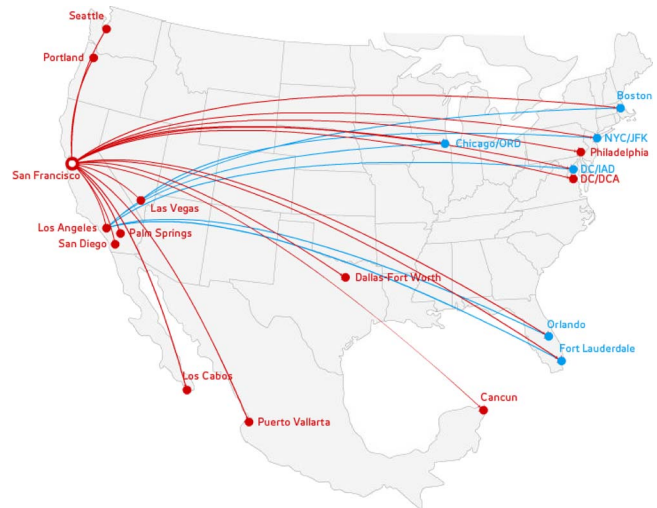 Seattle
Portland
Boston
NYC/JFK
Chicago/ORD
Philadelphia
DC/IAD
San Francisco
DC/DCA
Las Vegas
Los Angeles
Palm Springs
San Diego
Dallas-Fort Worth
Orlando
Fort Lauderdale
Los Cabos
Cancun
Puerto Vallarta